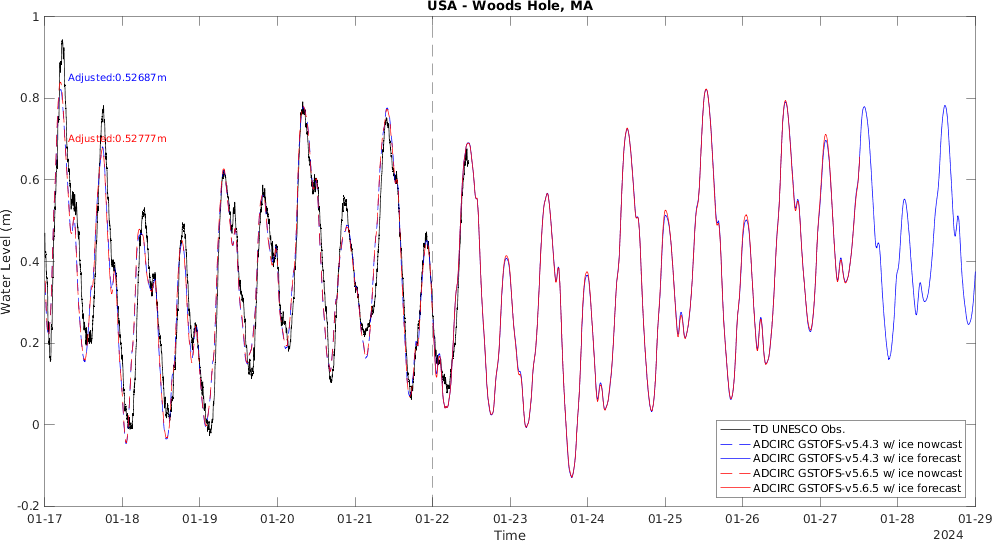 USA - Woods Hole, MA
1
0.8
0.6
0.4
0.2
0
-0.2
Water Level (m)
Adjusted:0.52687m
Adjusted:0.52777m
TD UNESCO Obs.
ADCIRC GSTOFS-v5.4.3 w/ ice nowcast
ADCIRC GSTOFS-v5.4.3 w/ ice forecast
ADCIRC GSTOFS-v5.6.5 w/ ice nowcast
ADCIRC GSTOFS-v5.6.5 w/ ice forecast
01-17 01-18 01-19 01-20 01-21 01-22 01-23 01-24 01-25 01-26 01-27 01-28 01-29
Time
2024